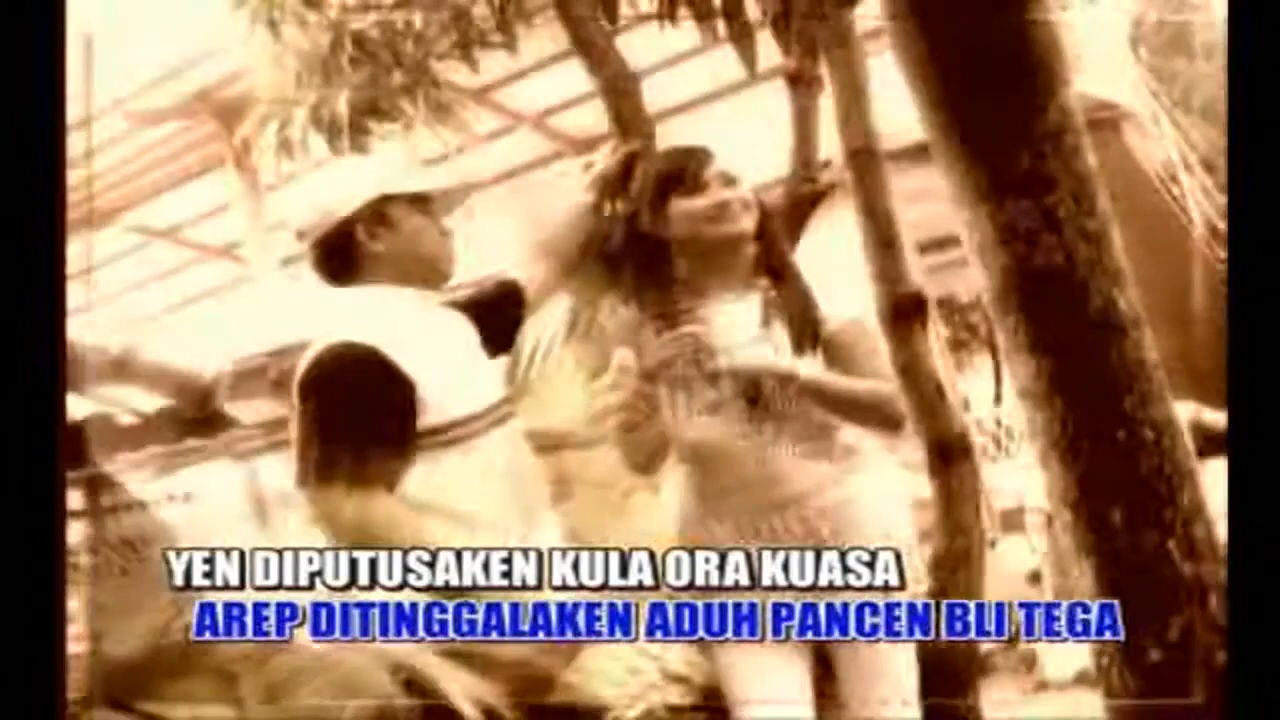 YEN DIPUTUSAKEN KULA ORA KUASA
AREP DITINGGALAKEN ADUH PANCEN BLI TEGA